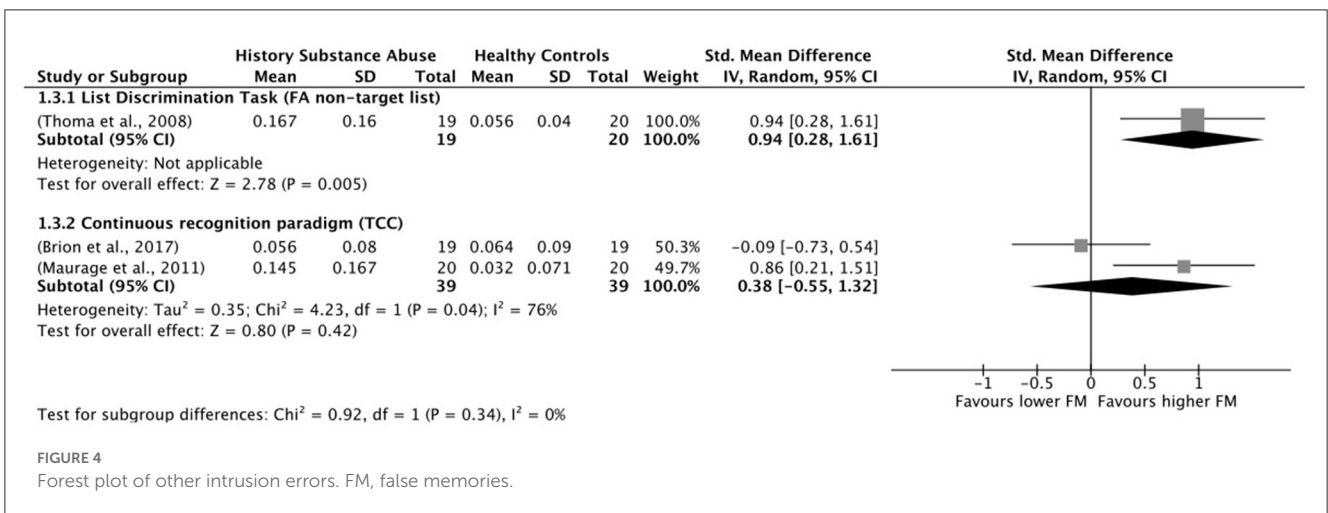 History Substance Abuse Healthy Controls Std. Mean Difference Std. Mean Difference
Study or Subgroup Mean SD Total Mean SD Total Weight IV, Random, 95% CI IV, Random, 95% CI
1.3.1 List Discrimination Task (FA non-target list)
(Thoma et al., 2008) 0.167 0.16 19 0.056 0.04 20 100.0% 0.94 [0.28, 1.61]
Subtotal (95% CI) 19 20 100.0% 0.94 [0.28, 1.61]
Heterogeneity: Not applicable
Test for overall effect: Z = 2.78 (P = 0.005)
1.3.2 Continuous recognition paradigm (TCC)
(Brion et al., 2017) 0.056 0.08 19 0.064 0.09 19 50.3% -0.09 [-0.73, 0.54]
(Maurage et al., 2011) 0.145 0.167 20 0.032 0.071 20 49.7% 0.86 [0.21, 1.51]
Subtotal (95% CI) 39 39 100.0% 0.38 [-0.55, 1.32]
Heterogeneity: Tau² = 0.35; Chi² = 4.23, df = 1 (P = 0.04); I² = 76%
Test for overall effect: Z = 0.80 (P = 0.42)
-1 -0.5 0 0.5 1
Favours lower FM Favours higher FM
Test for subgroup differences: Chi² = 0.92, df = 1 (P = 0.34), I² = 0%
FIGURE 4
Forest plot of other intrusion errors. FM, false memories.